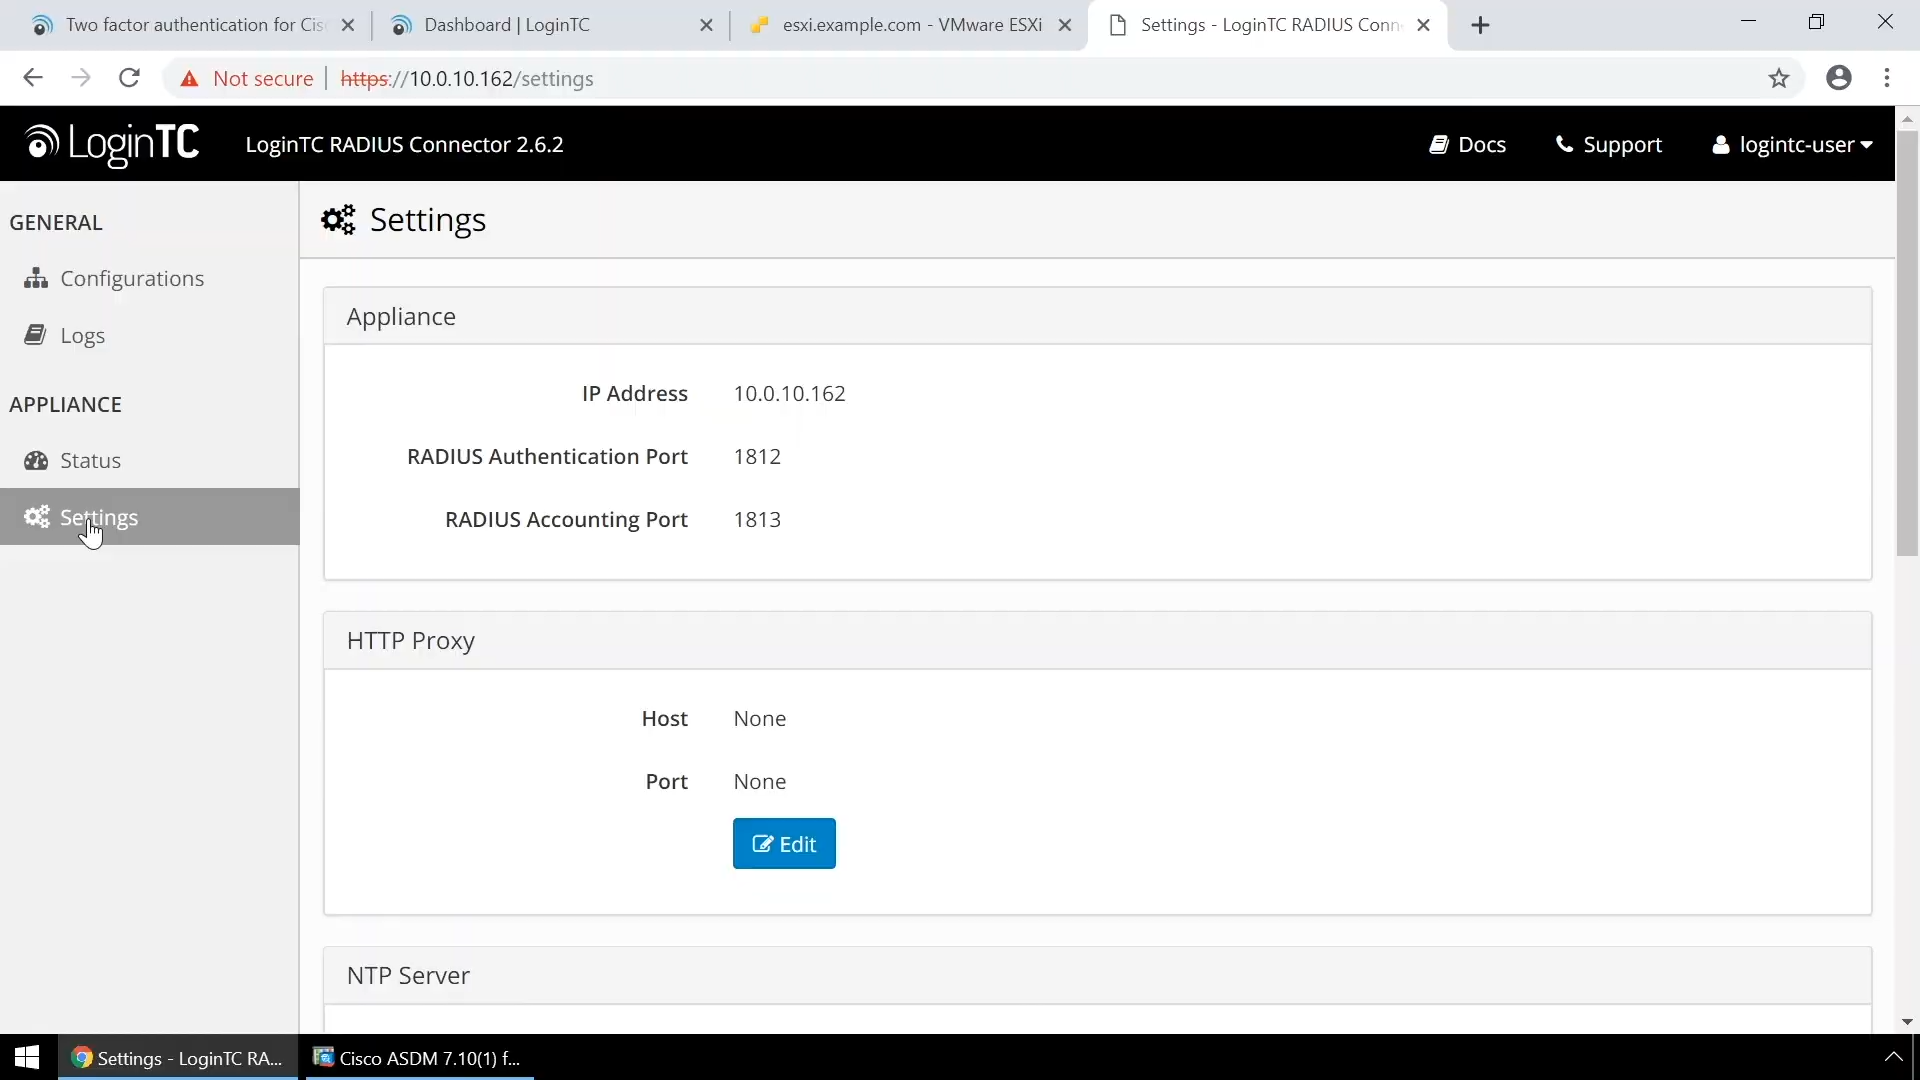 Two factor authentication for Cis
Dashboard | LoginTC
esxi.example.com - VMware ESXi
Settings - LoginTC RADIUS Conn
Not secure
https://10.0.10.162/settings
LoginTC
LoginTC RADIUS Connector 2.6.2
Docs
Support
logintc-user
GENERAL
Configurations
Logs
APPLIANCE
Status
Settings
Settings
Appliance
IP Address 10.0.10.162
RADIUS Authentication Port 1812
RADIUS Accounting Port 1813
HTTP Proxy
Host None
Port None
Edit
NTP Server
Settings - LoginTC RA...
Cisco ASDM 7.10(1) f...